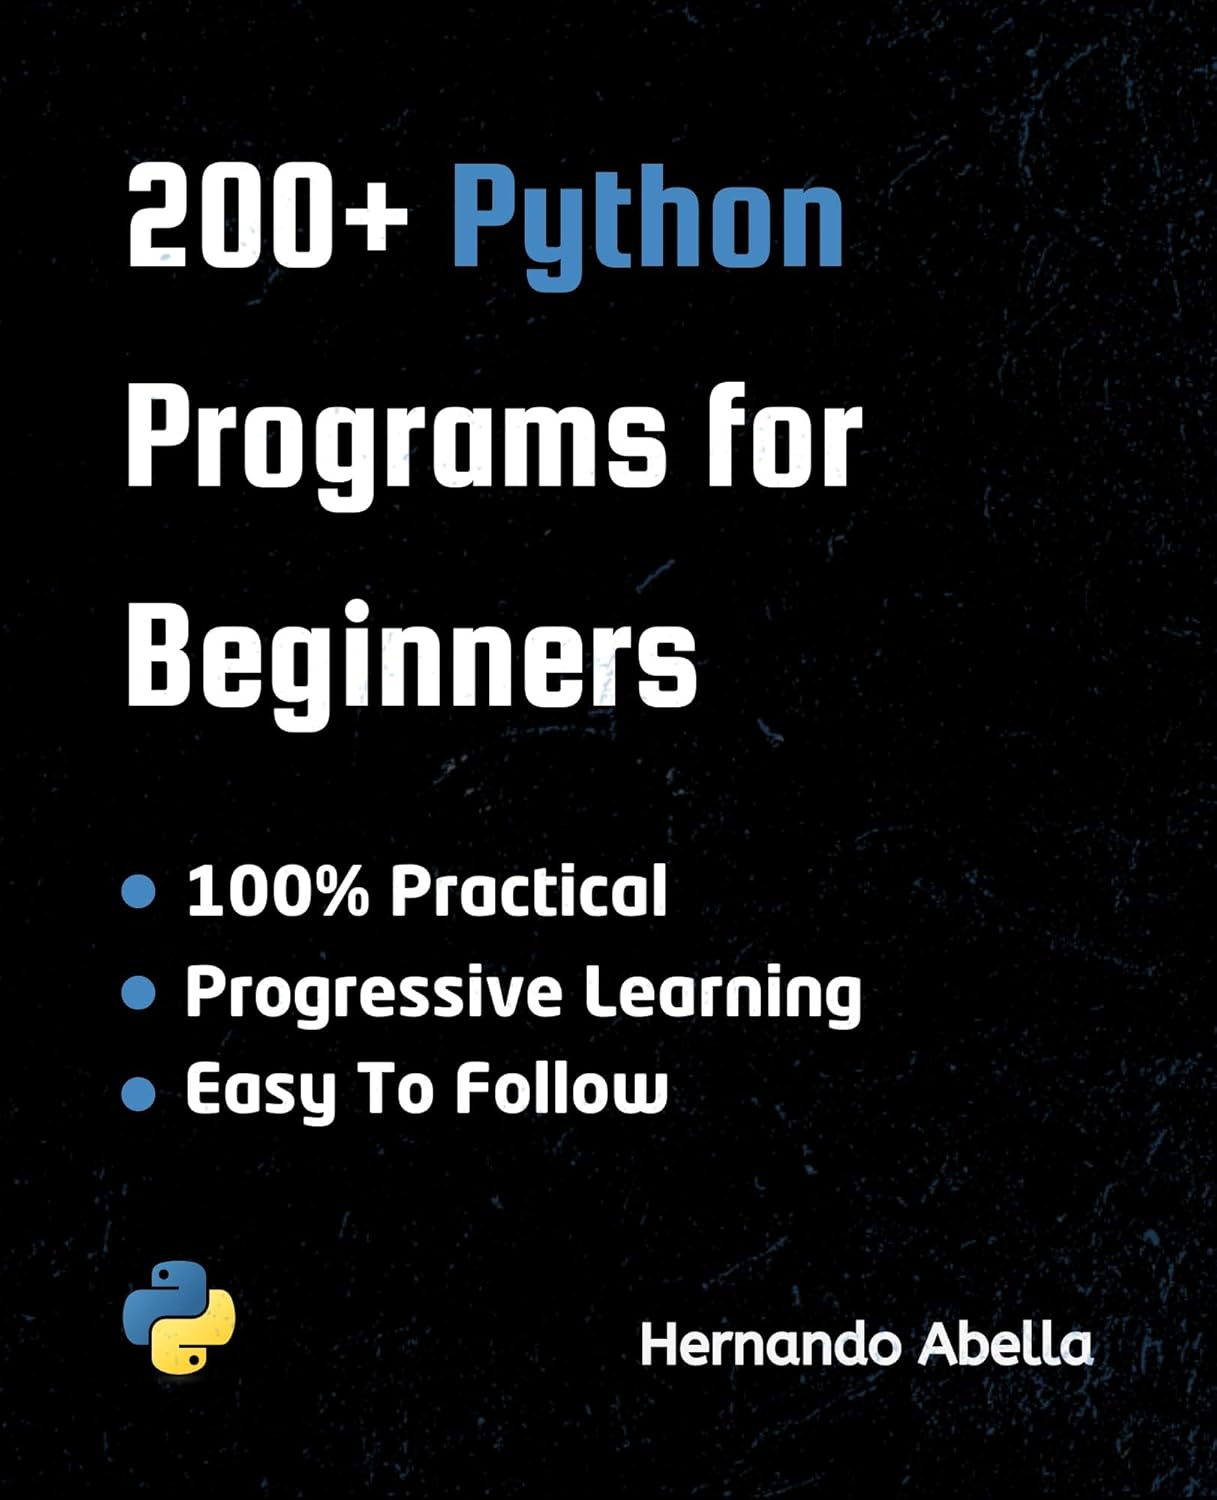 200+ Python
Programs for
Beginners
100% Practical
Progressive Learning
Easy To Follow
Hernando Abella